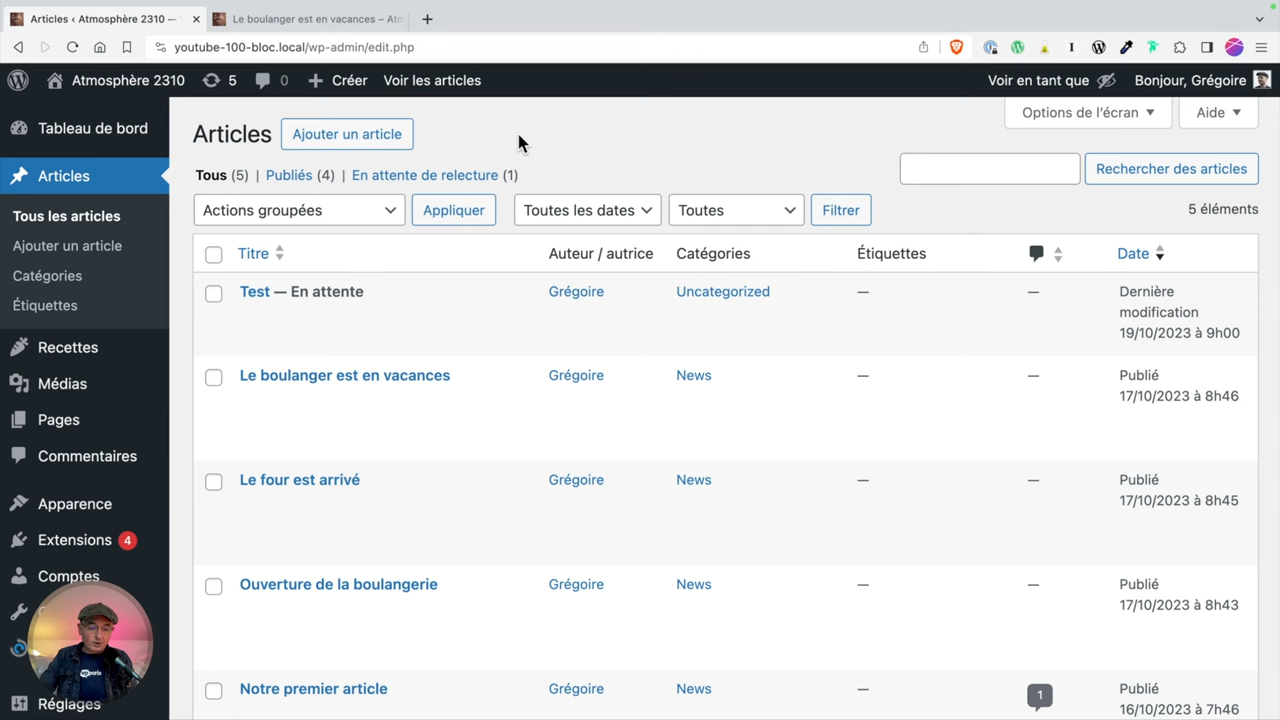 Articles ‹ Atmosphère 2310 —
Le boulanger est en vacances – Atm
youtube-100-bloc.local/wp-admin/edit.php
Atmosphère 2310
5
0
Créer
Voir les articles
Voir en tant que
Bonjour, Grégoire
Tableau de bord
Articles
Tous les articles
Ajouter un article
Catégories
Étiquettes
Recettes
Médias
Pages
Commentaires
Apparence
Extensions 4
Comptes
Réglages
Articles
Ajouter un article
Options de l'écran
Aide
Tous (5) | Publiés (4) | En attente de relecture (1)
Rechercher des articles
Actions groupées
Appliquer
Toutes les dates
Toutes
Filtrer
5 éléments
Titre Auteur / autrice Catégories Étiquettes Date
Test — En attente Grégoire Uncategorized — — Dernière
modification
19/10/2023 à 9h00
Le boulanger est en vacances Grégoire News — — Publié
17/10/2023 à 8h46
Le four est arrivé Grégoire News — — Publié
17/10/2023 à 8h45
Ouverture de la boulangerie Grégoire News — — Publié
17/10/2023 à 8h43
Notre premier article Grégoire News — 1 Publié
16/10/2023 à 7h46